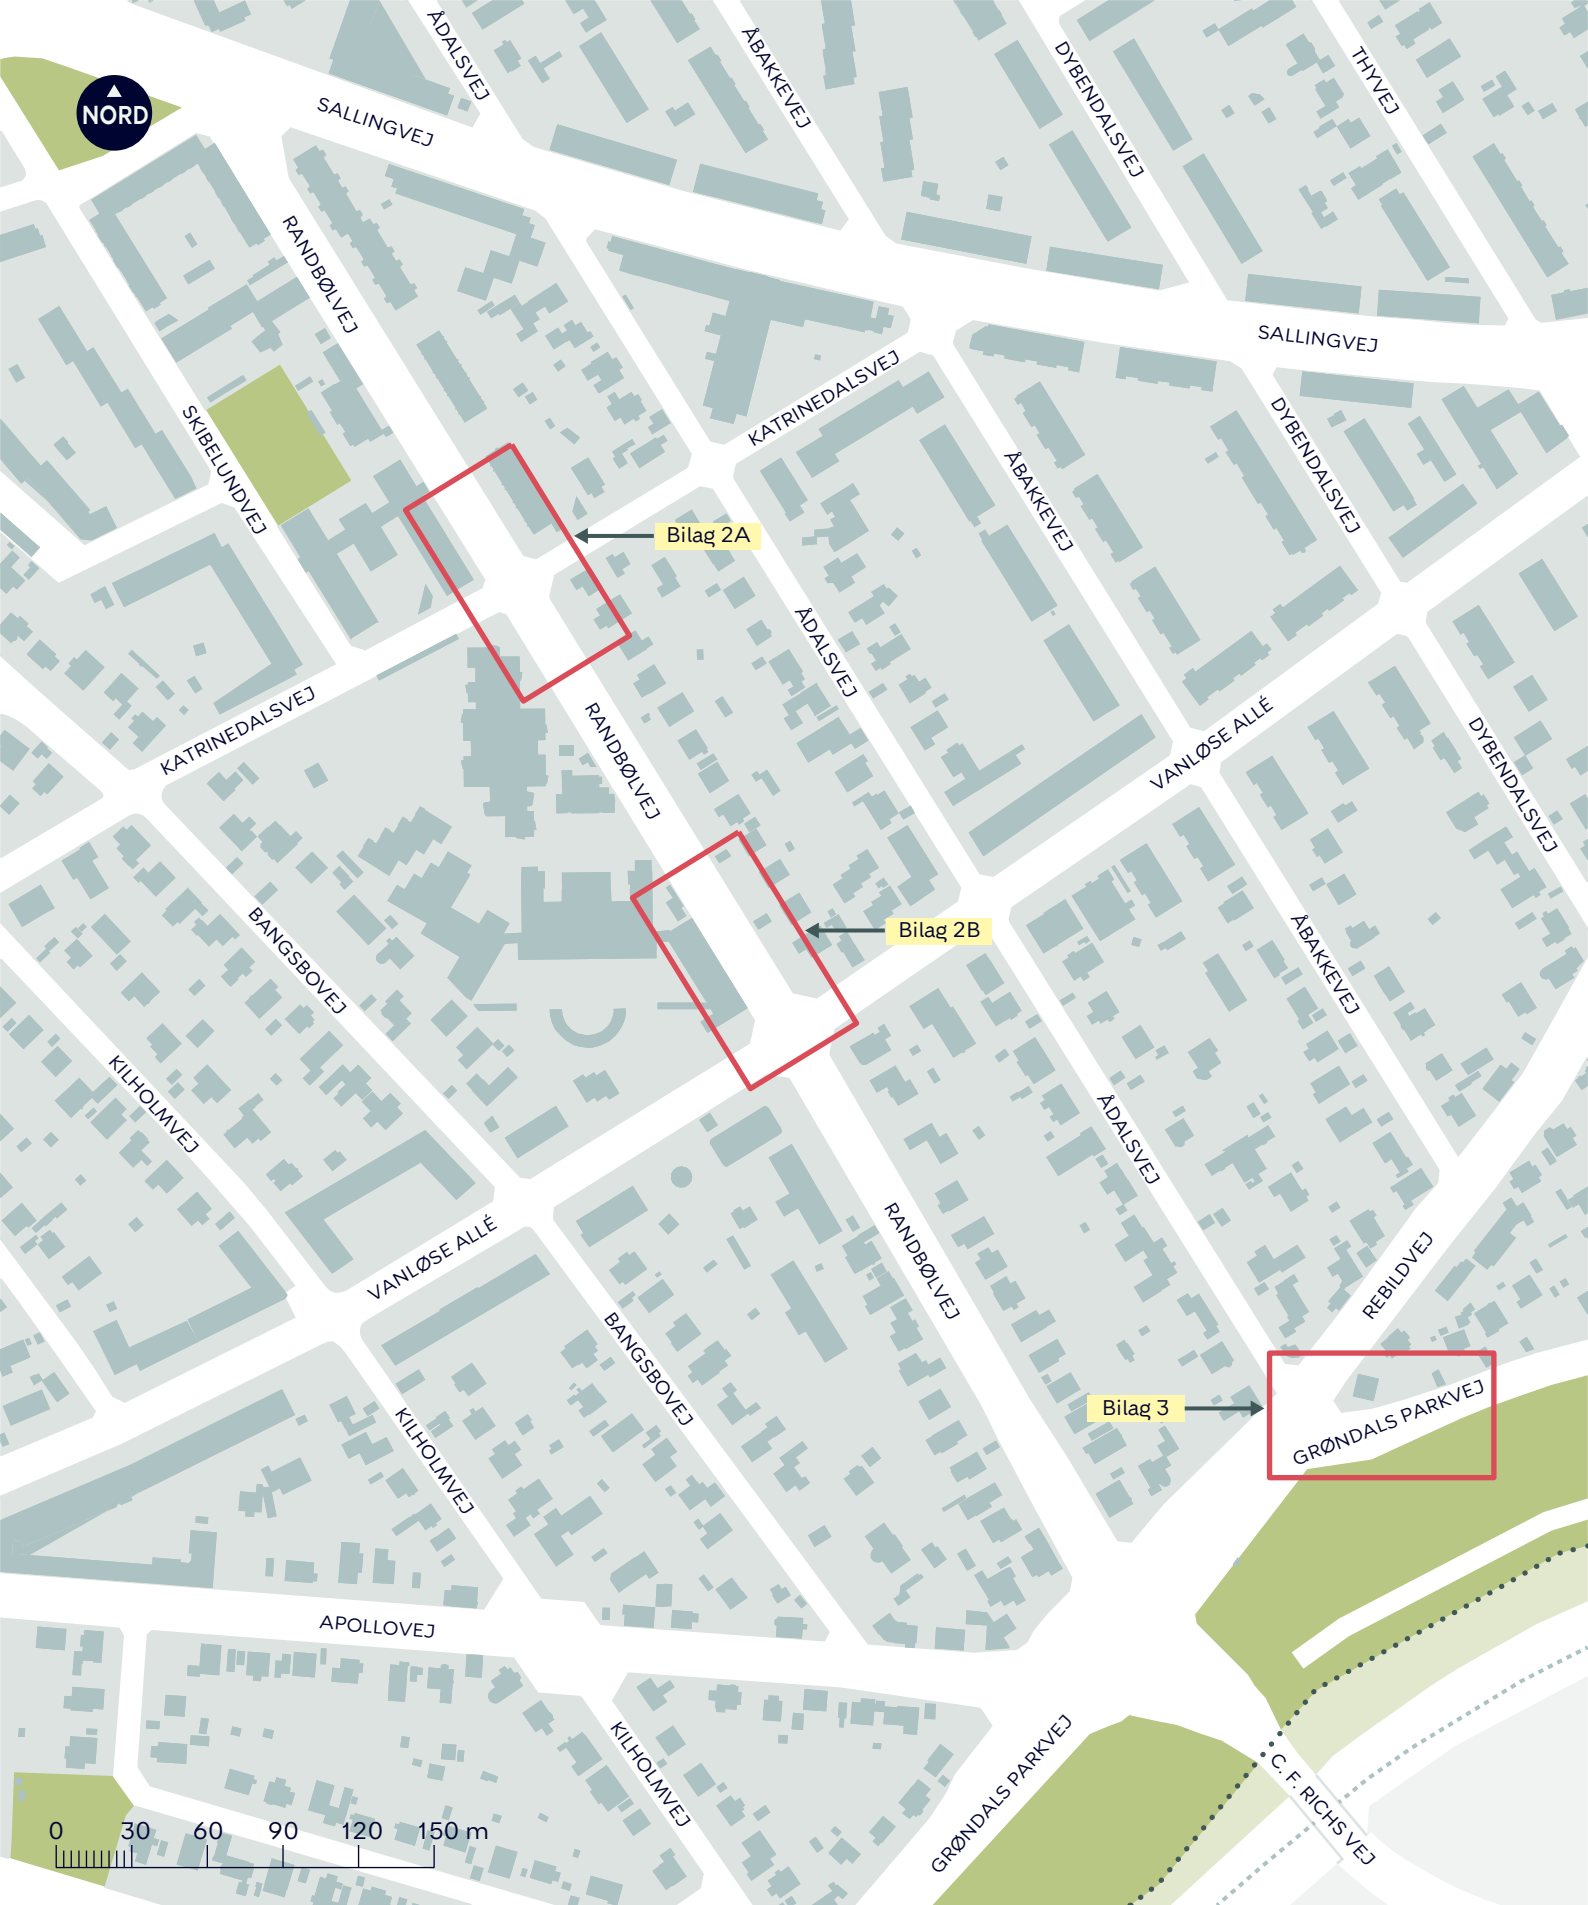 ÅDALSVEJ
ÅBAKKEVEJ
DYBENDALSVEJ
THYVEJ
NORD
SALLINGVEJ
RANDBØLVEJ
SALLINGVEJ
KATRINEDALSVEJ
SKIBELUNDVEJ
DYBENDALSVEJ
ÅBAKKEVEJ
Bilag 2A
ÅDALSVEJ
KATRINEDALSVEJ
RANDBØLVEJ
VANLØSE ALLÉ
DYBENDALSVEJ
BANGSBOVEJ
Bilag 2B
ÅBAKKEVEJ
KILHOLMVEJ
ÅDALSVEJ
VANLØSE ALLÉ
RANDBØLVEJ
REBILDVEJ
BANGSBOVEJ
Bilag 3
GRØNDALS PARKVEJ
KILHOLMVEJ
APOLLOVEJ
KILHOLMVEJ
GRØNDALS PARKVEJ
C. F. RICHS VEJ
0 30 60 90 120 150 m